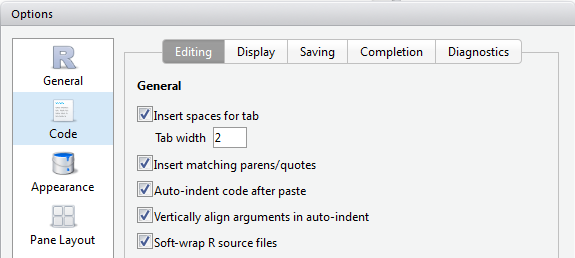 Options
General
Code
Appearance
Pane Layout
Editing Display Saving Completion Diagnostics
General
Insert spaces for tab
Tab width 2
Insert matching parens/quotes
Auto-indent code after paste
Vertically align arguments in auto-indent
Soft-wrap R source files